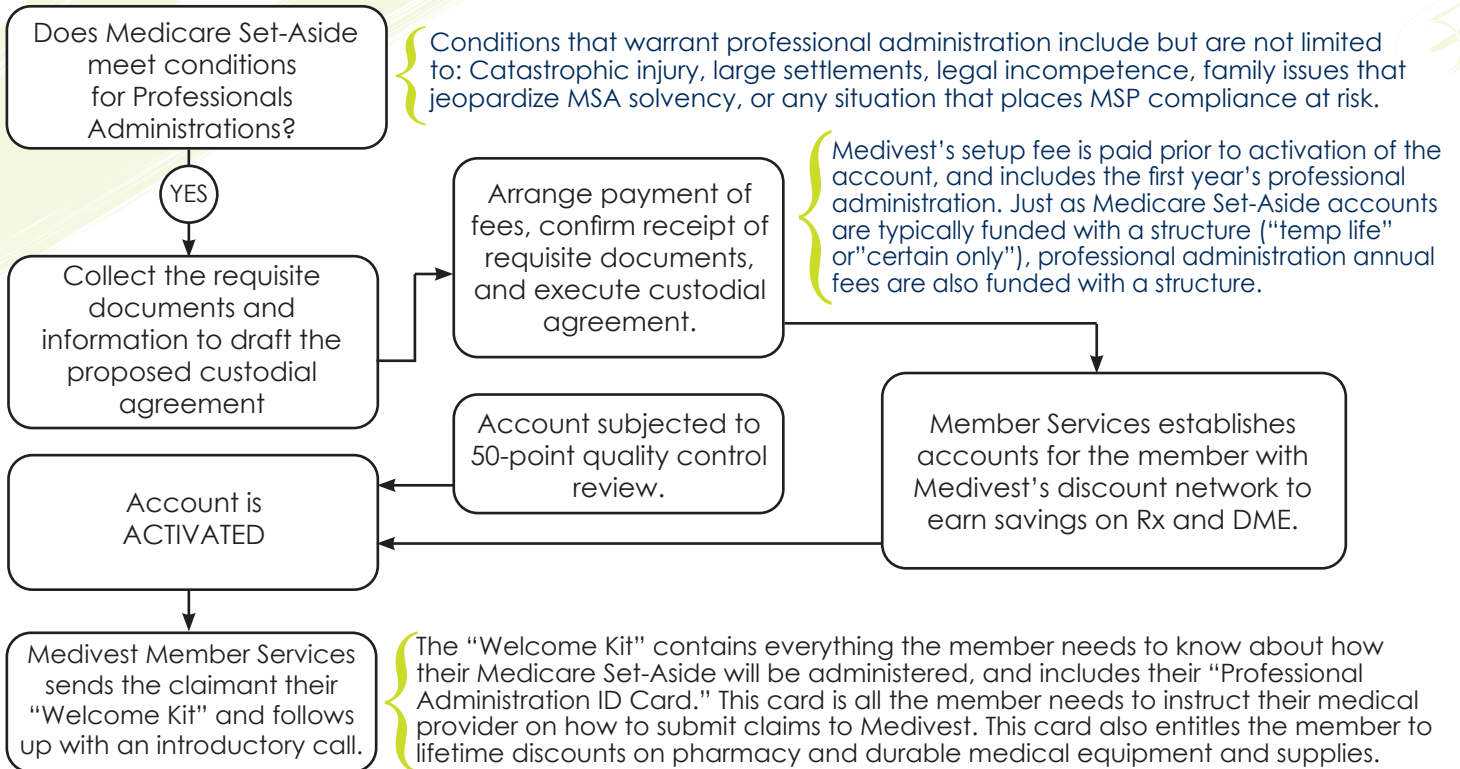 Does Medicare Set-Aside
meet conditions
for Professionals
Administrations?
Conditions that warrant professional administration include but are not limited
to: Catastrophic injury, large settlements, legal incompetence, family issues that
jeopardize MSA solvency, or any situation that places MSP compliance at risk.
YES
Collect the requisite
documents and
information to draft the
proposed custodial
agreement
Arrange payment of
fees, confirm receipt of
requisite documents,
and execute custodial
agreement.
Medivest’s setup fee is paid prior to activation of the
account, and includes the first year’s professional
administration. Just as Medicare Set-Aside accounts
are typically funded with a structure (“temp life”
or”certain only”), professional administration annual
fees are also funded with a structure.
Member Services establishes
accounts for the member with
Medivest’s discount network to
earn savings on Rx and DME.
Account subjected to
50-point quality control
review.
Account is
ACTIVATED
Medivest Member Services
sends the claimant their
“Welcome Kit” and follows
up with an introductory call.
The “Welcome Kit” contains everything the member needs to know about how
their Medicare Set-Aside will be administered, and includes their “Professional
Administration ID Card.” This card is all the member needs to instruct their medical
provider on how to submit claims to Medivest. This card also entitles the member to
lifetime discounts on pharmacy and durable medical equipment and supplies.